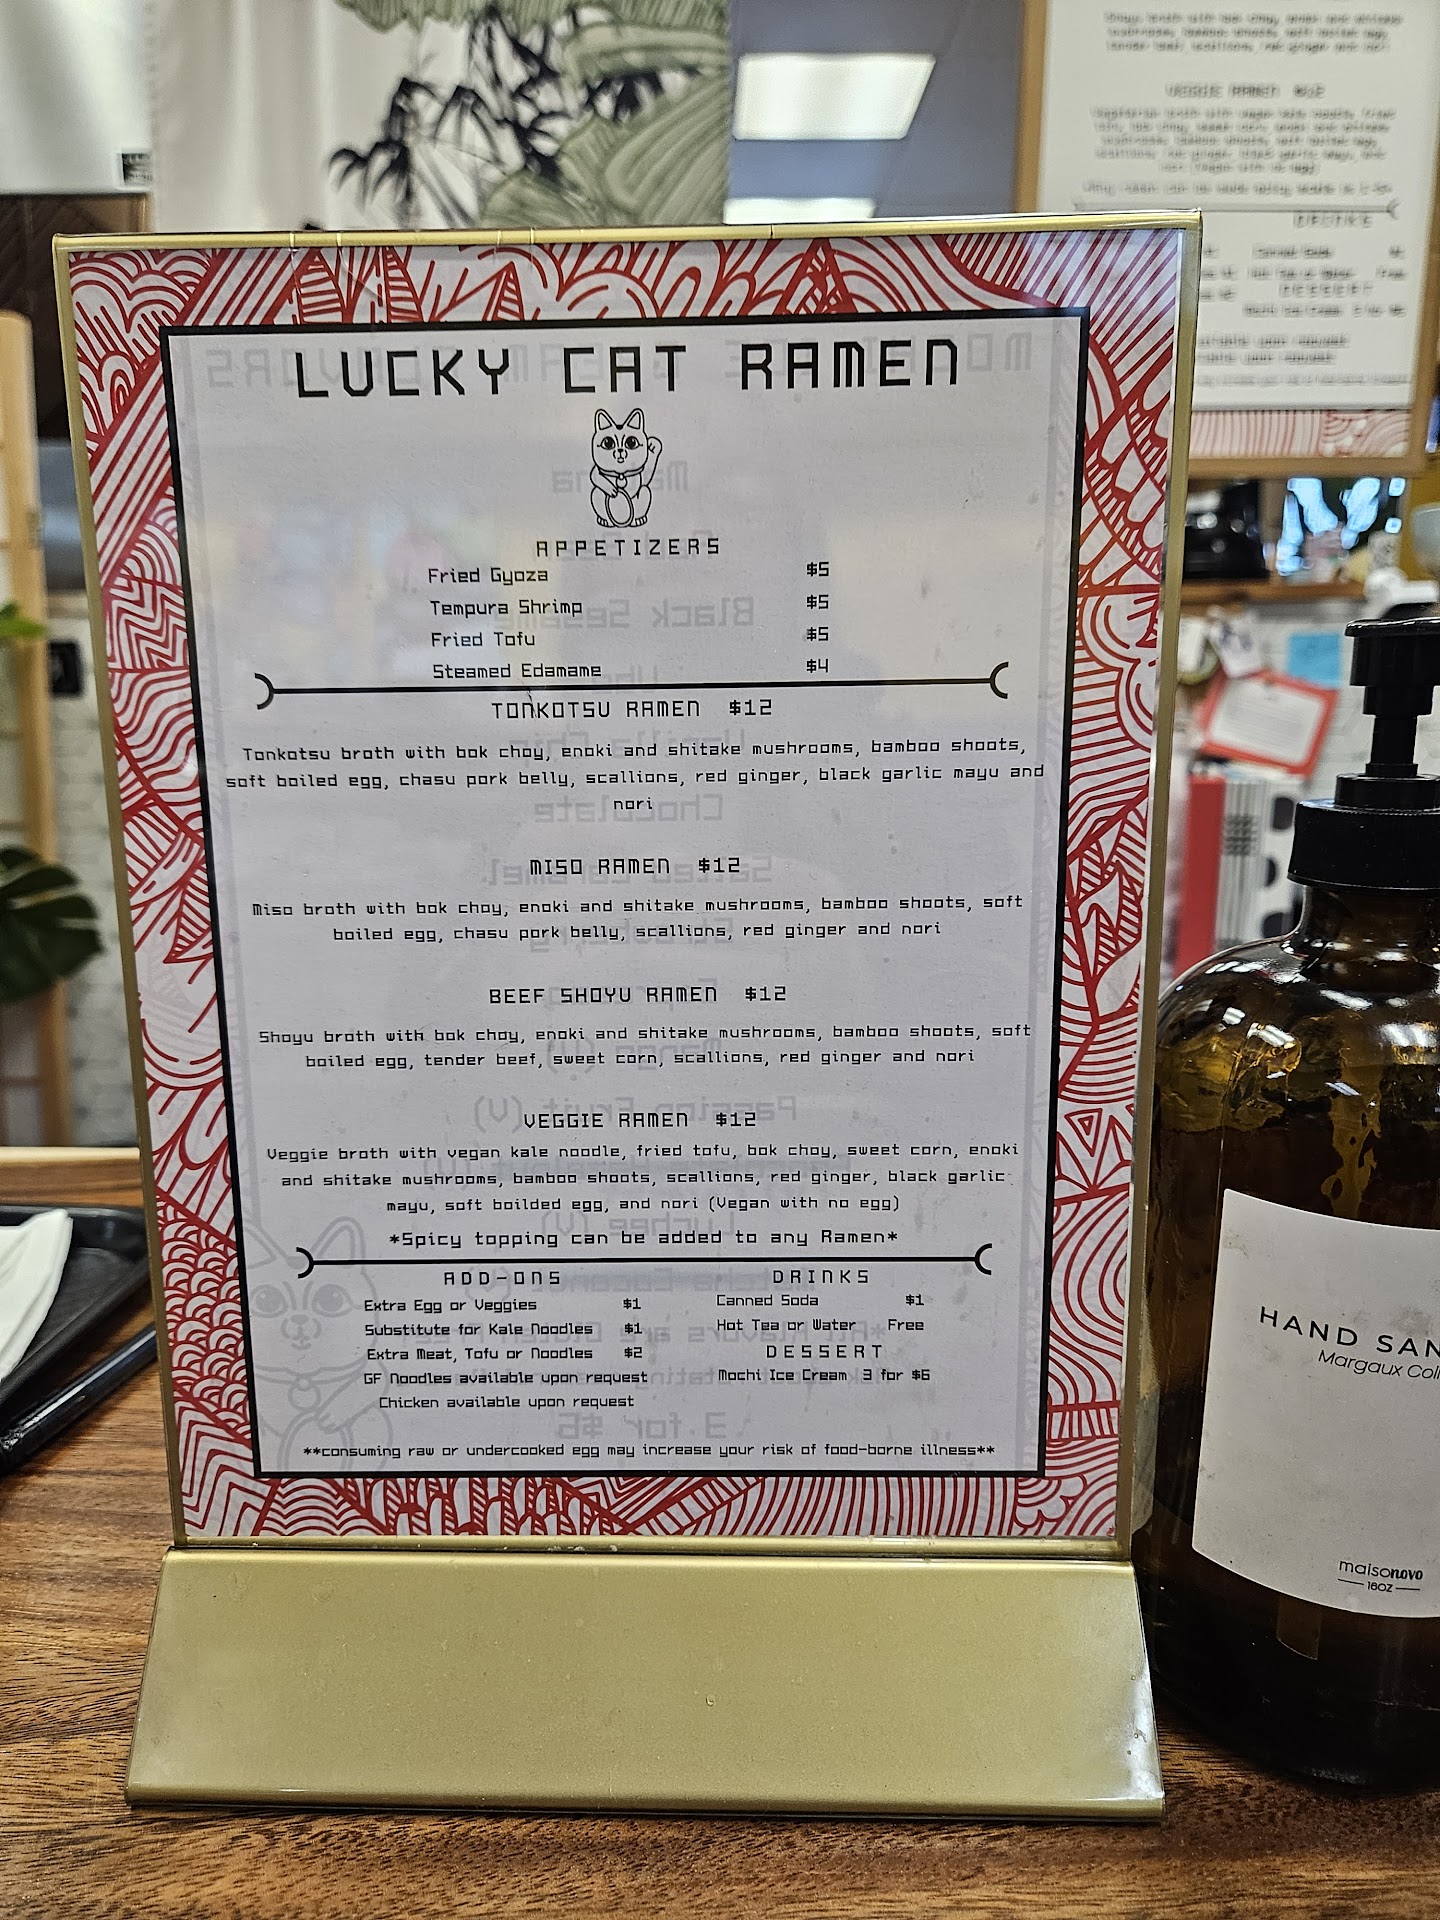 LUCKY CAT RAMEN
APPETIZERS
Fried Gyoza $5
Tempura Shrimp $5
Fried Tofu $5
Steamed Edamame $4
TONKOTSU RAMEN $12
Tonkotsu broth with bok choy, enoki and shitake mushrooms, bamboo shoots,
soft boiled egg, chasu pork belly, scallions, red ginger, black garlic mayu and
nori
MISO RAMEN $12
Miso broth with bok choy, enoki and shitake mushrooms, bamboo shoots, soft
boiled egg, chasu pork belly, scallions, red ginger and nori
BEEF SHOYU RAMEN $12
Shoyu broth with bok choy, enoki and shitake mushrooms, bamboo shoots, soft
boiled egg, tender beef, sweet corn, scallions, red ginger and nori
VEGGIE RAMEN $12
Veggie broth with vegan kale noodle, fried tofu, bok choy, sweet corn, enoki
and shitake mushrooms, bamboo shoots, scallions, red ginger, black garlic
mayu, soft boilded egg, and nori (Vegan with no egg)
*Spicy topping can be added to any Ramen*
ADD-ONS
Extra Egg or Veggies $1
Substitute for Kale Noodles $1
Extra Meat, Tofu or Noodles $2
GF Noodles available upon request
Chicken available upon request
DRINKS
Canned Soda $1
Hot Tea or Water Free
DESSERT
Mochi Ice Cream 3 for $6
**consuming raw or undercooked egg may increase your risk of food-borne illness**
VEGGIE RAMEN $12
DRINKS
DESSERT
HAND SAN
Margaux Coll
maisonovo
16OZ